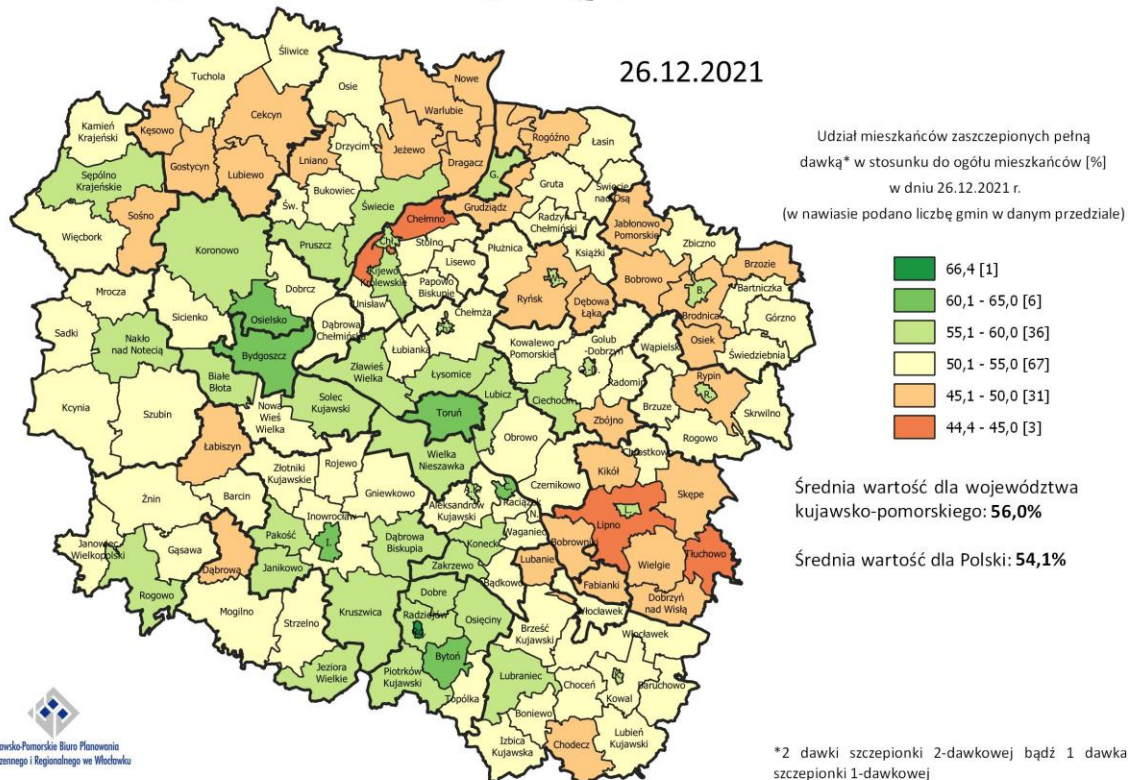 26.12.2021
Udział mieszkańców zaszczepionych pełną
dawką* w stosunku do ogółu mieszkańców [%]
w dniu 26.12.2021 r.
(w nawiasie podano liczbę gmin w danym przedziale)
66,4 [1]
60,1 - 65,0 [6]
55,1 - 60,0 [36]
50,1 - 55,0 [67]
45,1 - 50,0 [31]
44,4 - 45,0 [3]
Średnia wartość dla województwa
kujawsko-pomorskiego: 56,0%
Średnia wartość dla Polski: 54,1%
*2 dawki szczepionki 2-dawkowej bądź 1 dawka
szczepionki 1-dawkowej
Śliwice
Tuchola
Nowe
Osie
Warlubie
Cekcyn
Kęsowo
Kamień
Krajeński
Rogóźno
Łasin
Drzycim
Lniano
Jeżewo
Dragacz
Gostycyn
Lubiewo
Sępólno
Krajeńskie
G.
Bukowiec
Gruta
Świecie
nad Osą
Św.
Świecie
Grudziądz
Sośno
Chełmno
Radzyń
Chełmiński
Jabłonowo
Pomorskie
Więcbork
Koronowo
Pruszcz
Chł.
Stolno
Zbiczno
Płużnica
Książki
Lisewo
Brzozie
Kijewo
Królewskie
Papowo
Biskupie
W.
Bobrowo
Bartniczka
Mrocza
Dobrcz
Unisław
Ryńsk
Dębowa
Łąka
B.
Brodnica
Górzno
Sicienko
Osielsko
Dąbrowa
Chełmińska
Chełmża
Sadki
Nakło
nad Notecią
Bydgoszcz
Łubianka
Kowalewo
Pomorskie
Golub
-Dobrzyń
Wąpielsk
Osiek
Świedziebnia
G.-D.
Zławieś
Wielka
Łysomice
Radomin
Rypin
Białe
Błota
Ciechocin
R.
Kcynia
Szubin
Solec
Kujawski
Lubicz
Toruń
Brzuze
Skrwilno
Nowa
Wieś
Wielka
Zbójno
Łabiszyn
Obrowo
Rogowo
Wielka
Nieszawka
Złotniki
Kujawskie
Rojewo
Kikół
Czernikowo
Żnin
Barcin
Gniewkowo
Skępe
Aleksandrów
Kujawski
Raciążek
Inowrocław
N.
Lipno
Pakość
I.
Dąbrowa
Biskupia
Waganiec
Janowiec
Wielkopolski
Gąsawa
Koneck
Bobrowniki
Tłuchowo
Dąbrowa
Janikowo
Zakrzewo
Lubanie
Wielgie
Bądkowo
Fabianki
Rogowo
Dobre
Dobrzyń
nad Wisłą
Mogilno
Strzelno
Kruszwica
Włocławek
Radziejów
Osięciny
Brześć
Kujawski
Włocławek
Bytoń
Jeziora
Wielkie
Piotrków
Kujawski
Lubraniec
Choceń
Baruchowo
Kowal
Topólka
Boniewo
Izbica
Kujawska
Chodecz
Lubień
Kujawski